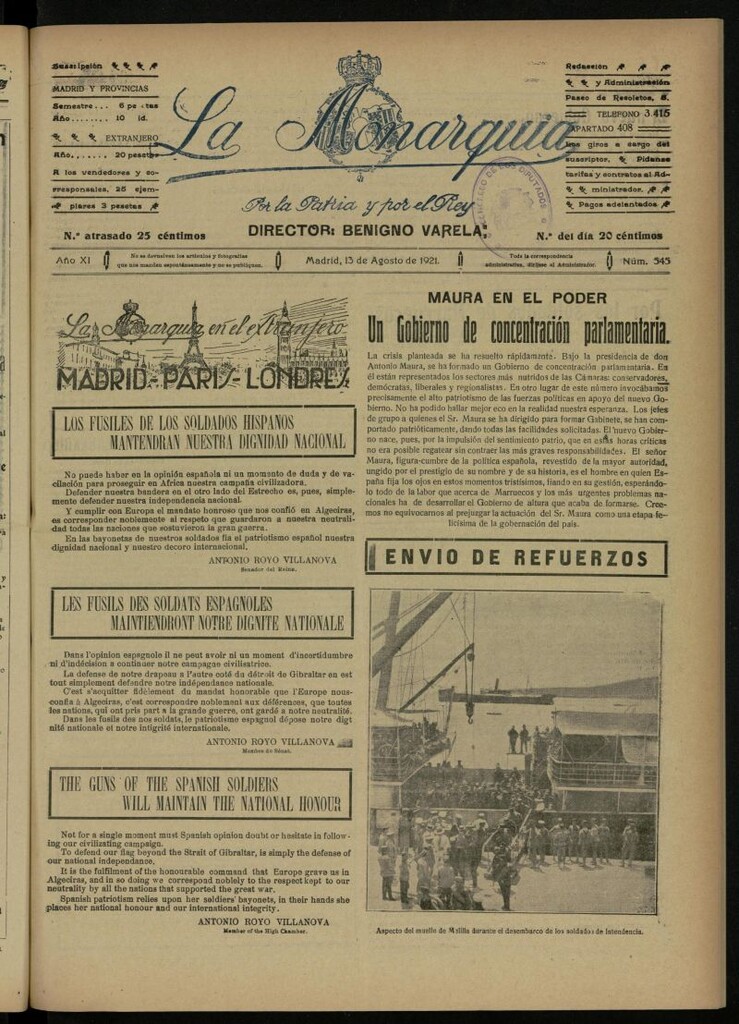 Suscripción
MADRID Y PROVINCIAS
Semestre... 6 pesetas
Año........ 10 id.
EXTRANJERO
Año....... 20 pesetas
A los vendedores y co-
rresponsales, 25 ejem-
plares 3 pesetas
N.º atrasado 25 céntimos
La Monarquía
Por la Patria y por el Rey
DIRECTOR: BENIGNO VARELA
Redacción
y Administración
Paseo de Recoletos, 5.
TELEFONO 3.415
APARTADO 408
Los giros a cargo del
suscriptor. Pídanse
tarifas y contratos al Ad-
ministrador.
Pagos adelantados.
N.º del día 20 céntimos
DE LOS DIPUTADOS
Año XI
No se devuelven los artículos y fotografías
que nos mandan espontáneamente y no se publiquen.
Madrid, 13 de Agosto de 1921.
Toda la correspondencia
administrativa, diríjase al Administrador.
Núm. 545
La Monarquía en el extranjero
MADRID-PARIS-LONDRES
LOS FUSILES DE LOS SOLDADOS HISPANOS
MANTENDRAN NUESTRA DIGNIDAD NACIONAL
No puede haber en la opinión española ni un momento de duda y de va-
cilación para proseguir en Africa nuestra campaña civilizadora.
Defender nuestra bandera en el otro lado del Estrecho es, pues, simple-
mente defender nuestra independencia nacional.
Y cumplir con Europa el mandato honroso que nos confió en Algeciras,
es corresponder noblemente al respeto que guardaron a nuestra neutrali-
dad todas las naciones que sostuvieron la gran guerra.
En las bayonetas de nuestros soldados fía el patriotismo español nuestra
dignidad nacional y nuestro decoro internacional.
ANTONIO ROYO VILLANOVA
Senador del Reino.
LES FUSILS DES SOLDATS ESPAGNOLES
MAINTIENDRONT NOTRE DIGNITE NATIONALE
Dans l'opinion espagnole il ne peut avoir ni un moment d'incertidumbre
ni d'indécision a continuer notre campagne civilisatrice.
La defense de notre drapeau a l'autre coté du détroit de Gibraltar en est
tout simplement defendre notre indépendance nationale.
C'est s'acquitter fidèlement du mandat honorable que l'Europe nous-
confia à Algeciras, c'est correspondre noblement aux déférences, que toutes
les nations, qui ont pris part a la grande guerre, ont gardé a notre neutralité.
Dans les fusils des nos soldats, le patriotisme espagnol dépose notre digt
nité nationale et notre intigrité internationale.
ANTONIO ROYO VILLANOVA
Membre de Sénat.
THE GUNS OF THE SPANISH SOLDIERS
WILL MAINTAIN THE NATIONAL HONOUR
Not for a single moment must Spanish opinion doubt or hesitate in follow-
ing our civilizating campaign.
To defend our flag beyond the Strait of Gibraltar, is simply the defense of
our national independence.
It is the fulfilment of the honourable command that Europe grave us in
Algeciras, and in so doing we correspond nobley to the respect kept to our
neutrality by all the nations that supported the great war.
Spanish patriotism relies upon her soldiers' bayonets, in their hands she
places her national honour and our international integrity.
ANTONIO ROYO VILLANOVA
Member of the High Chamber.
MAURA EN EL PODER
Un Gobierno de concentración parlamentaria.
La crisis planteada se ha resuelto rápidamente. Bajo la presidencia de don
Antonio Maura, se ha formado un Gobierno de concentración parlamentaria. En
él están representados los sectores más nutridos de las Cámaras: conservadores,
demócratas, liberales y regionalistas. En otro lugar de este número invocábamos
precisamente el alto patriotismo de las fuerzas políticas en apoyo del nuevo Go-
bierno. No ha podido hallar mejor eco en la realidad nuestra esperanza. Los jefes
de grupo a quienes el Sr. Maura se ha dirigido para formar Gabinete, se han com-
portado patrióticamente, dando todas las facilidades solicitadas. El nuevo Gobier-
no nace, pues, por la impulsión del sentimiento patrio, que en estas horas críticas
no era posible regatear sin contraer las más graves responsabilidades. El señor
Maura, figura-cumbre de la política española, revestido de la mayor autoridad,
ungido por el prestigio de su nombre y de su historia, es el hombre en quien Es-
paña fija los ojos en estos momentos tristísimos, fiando en su gestión, esperándo-
lo todo de la labor que acerca de Marruecos y los más urgentes problemas na-
cionales ha de desarrollar el Gobierno de altura que acaba de formarse. Cree-
mos no equivocarnos al prejuzgar la actuación del Sr. Maura como una etapa fe-
licísima de la gobernación del país.
ENVIO DE REFUERZOS
Aspecto del muelle de Melilla durante el desembarco de los soldados de Intendencia.